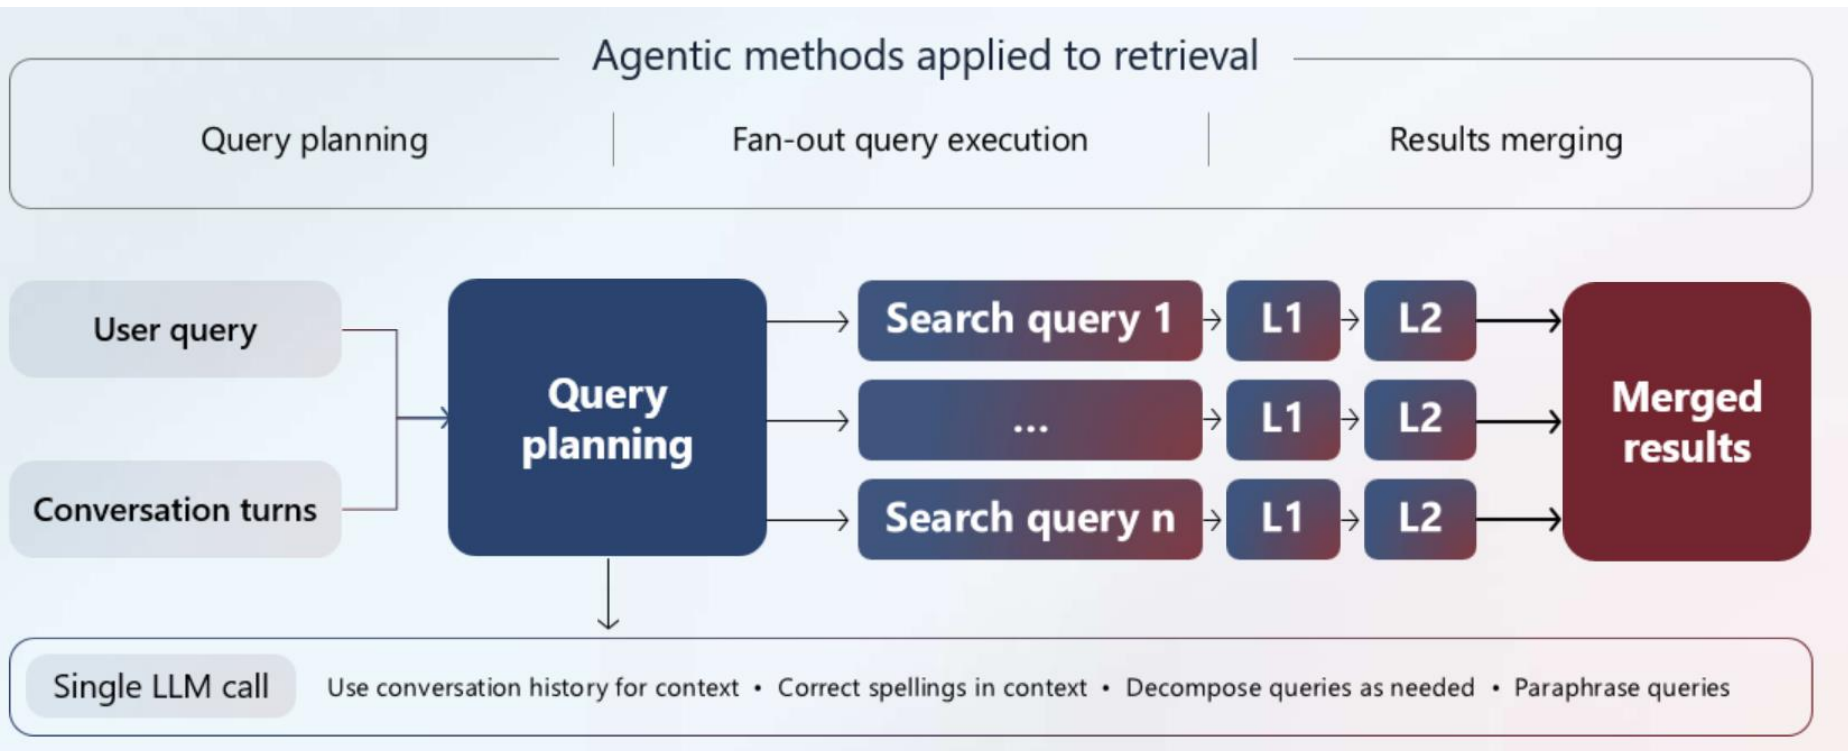 Agentic methods applied to retrieval
Query planning
Fan-out query execution
Results merging
User query
Conversation turns
Query
planning
Search query 1
L1
L2
...
L1
L2
Search query n
L1
L2
Merged
results
Single LLM call
Use conversation history for context • Correct spellings in context • Decompose queries as needed • Paraphrase queries